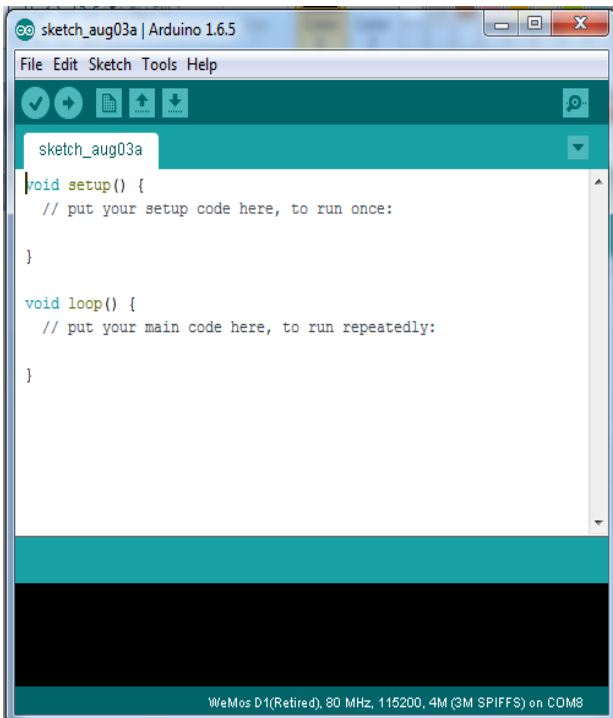 sketch_aug03a | Arduino 1.6.5
File Edit Sketch Tools Help
sketch_aug03a
void setup() {
  // put your setup code here, to run once:
}
void loop() {
  // put your main code here, to run repeatedly:
}
WeMos D1(Retired), 80 MHz, 115200, 4M (3M SPIFFS) on COM8